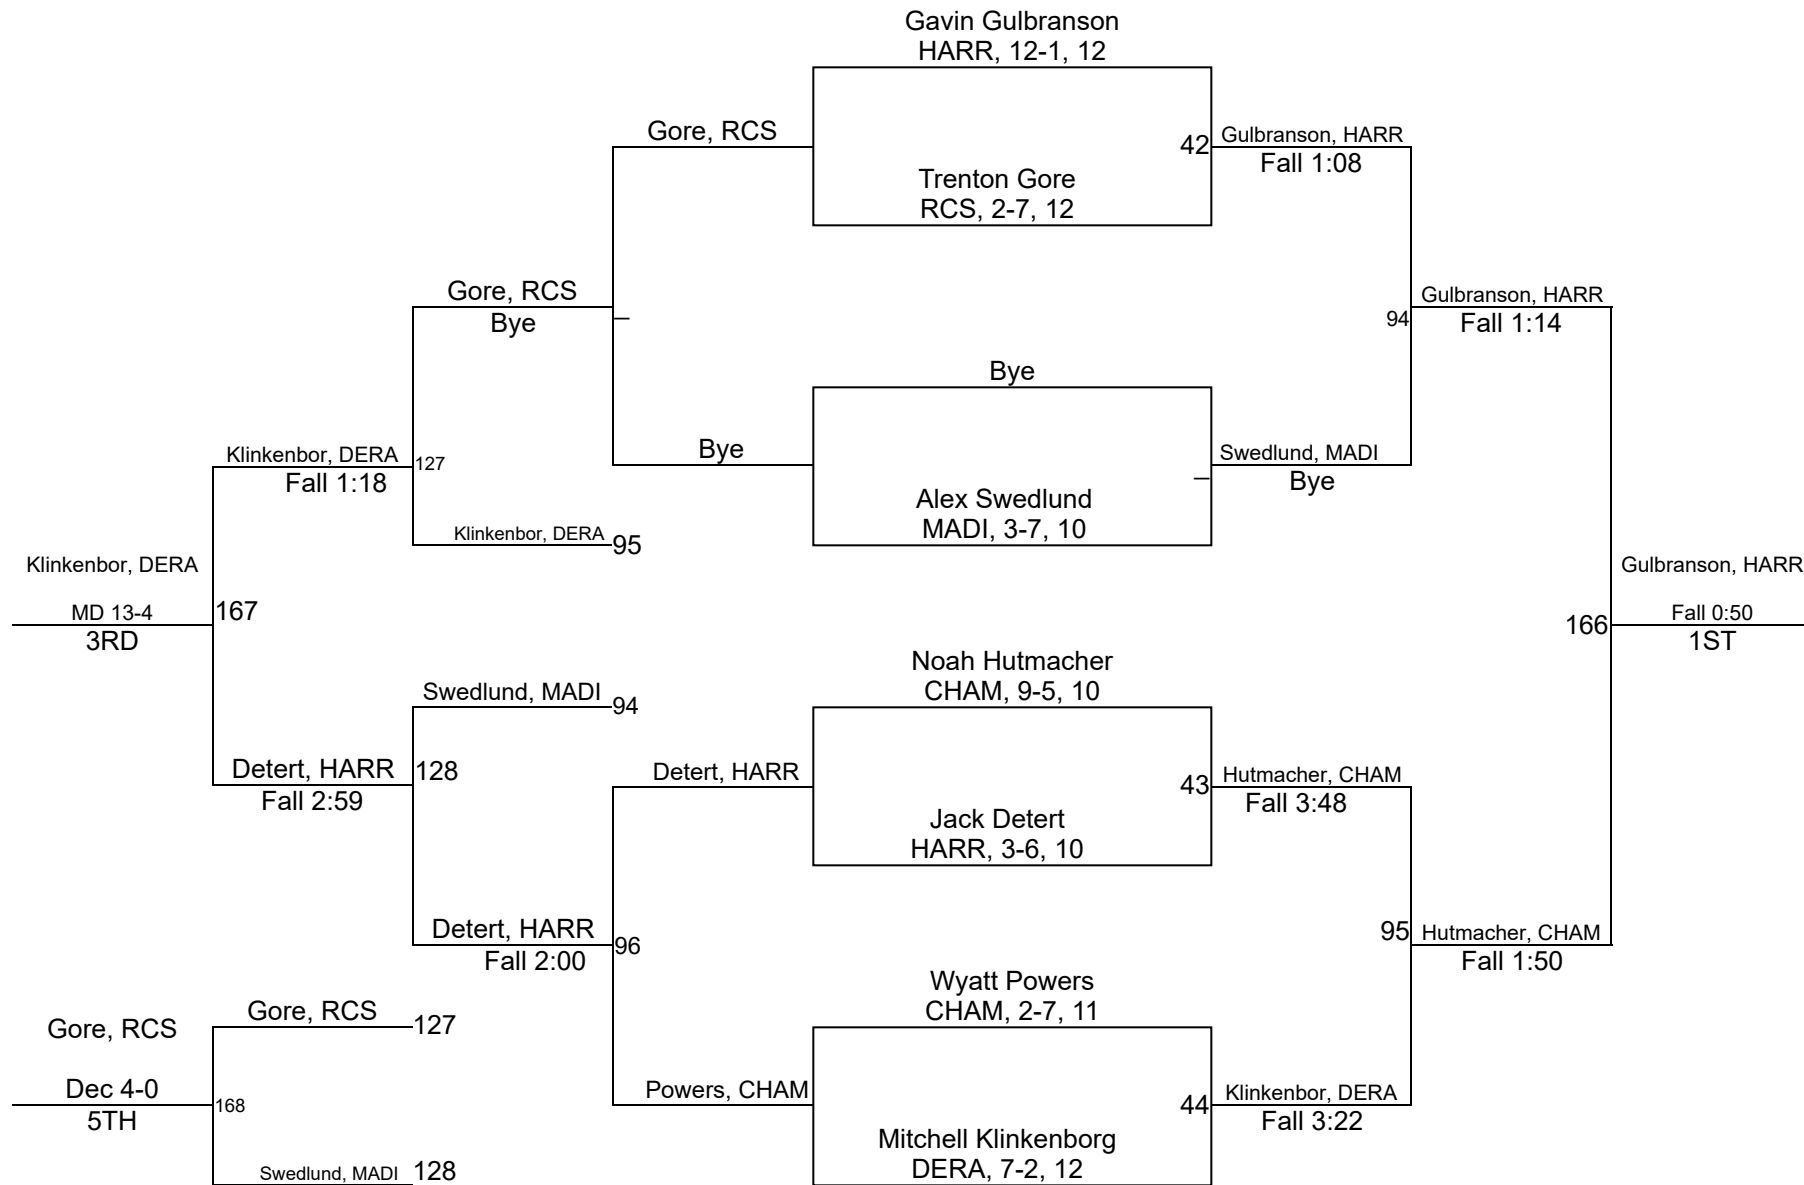 Gavin Gulbranson
HARR, 12-1, 12
Gore, RCS
42
Gulbranson, HARR
Fall 1:08
Trenton Gore
RCS, 2-7, 12
Gore, RCS
Bye
–
94
Gulbranson, HARR
Fall 1:14
Bye
Klinkenbor, DERA
Fall 1:18
127
Bye
–
Swedlund, MADI
Bye
Alex Swedlund
MADI, 3-7, 10
Klinkenbor, DERA
95
Klinkenbor, DERA
MD 13-4
3RD
167
166
Gulbranson, HARR
Fall 0:50
1ST
Noah Hutmacher
CHAM, 9-5, 10
Swedlund, MADI
94
Detert, HARR
Fall 2:59
128
Detert, HARR
43
Hutmacher, CHAM
Fall 3:48
Jack Detert
HARR, 3-6, 10
Detert, HARR
Fall 2:00
96
95
Hutmacher, CHAM
Fall 1:50
Wyatt Powers
CHAM, 2-7, 11
Gore, RCS
127
Gore, RCS
Dec 4-0
5TH
168
Powers, CHAM
44
Klinkenbor, DERA
Fall 3:22
Mitchell Klinkenborg
DERA, 7-2, 12
Swedlund, MADI
128